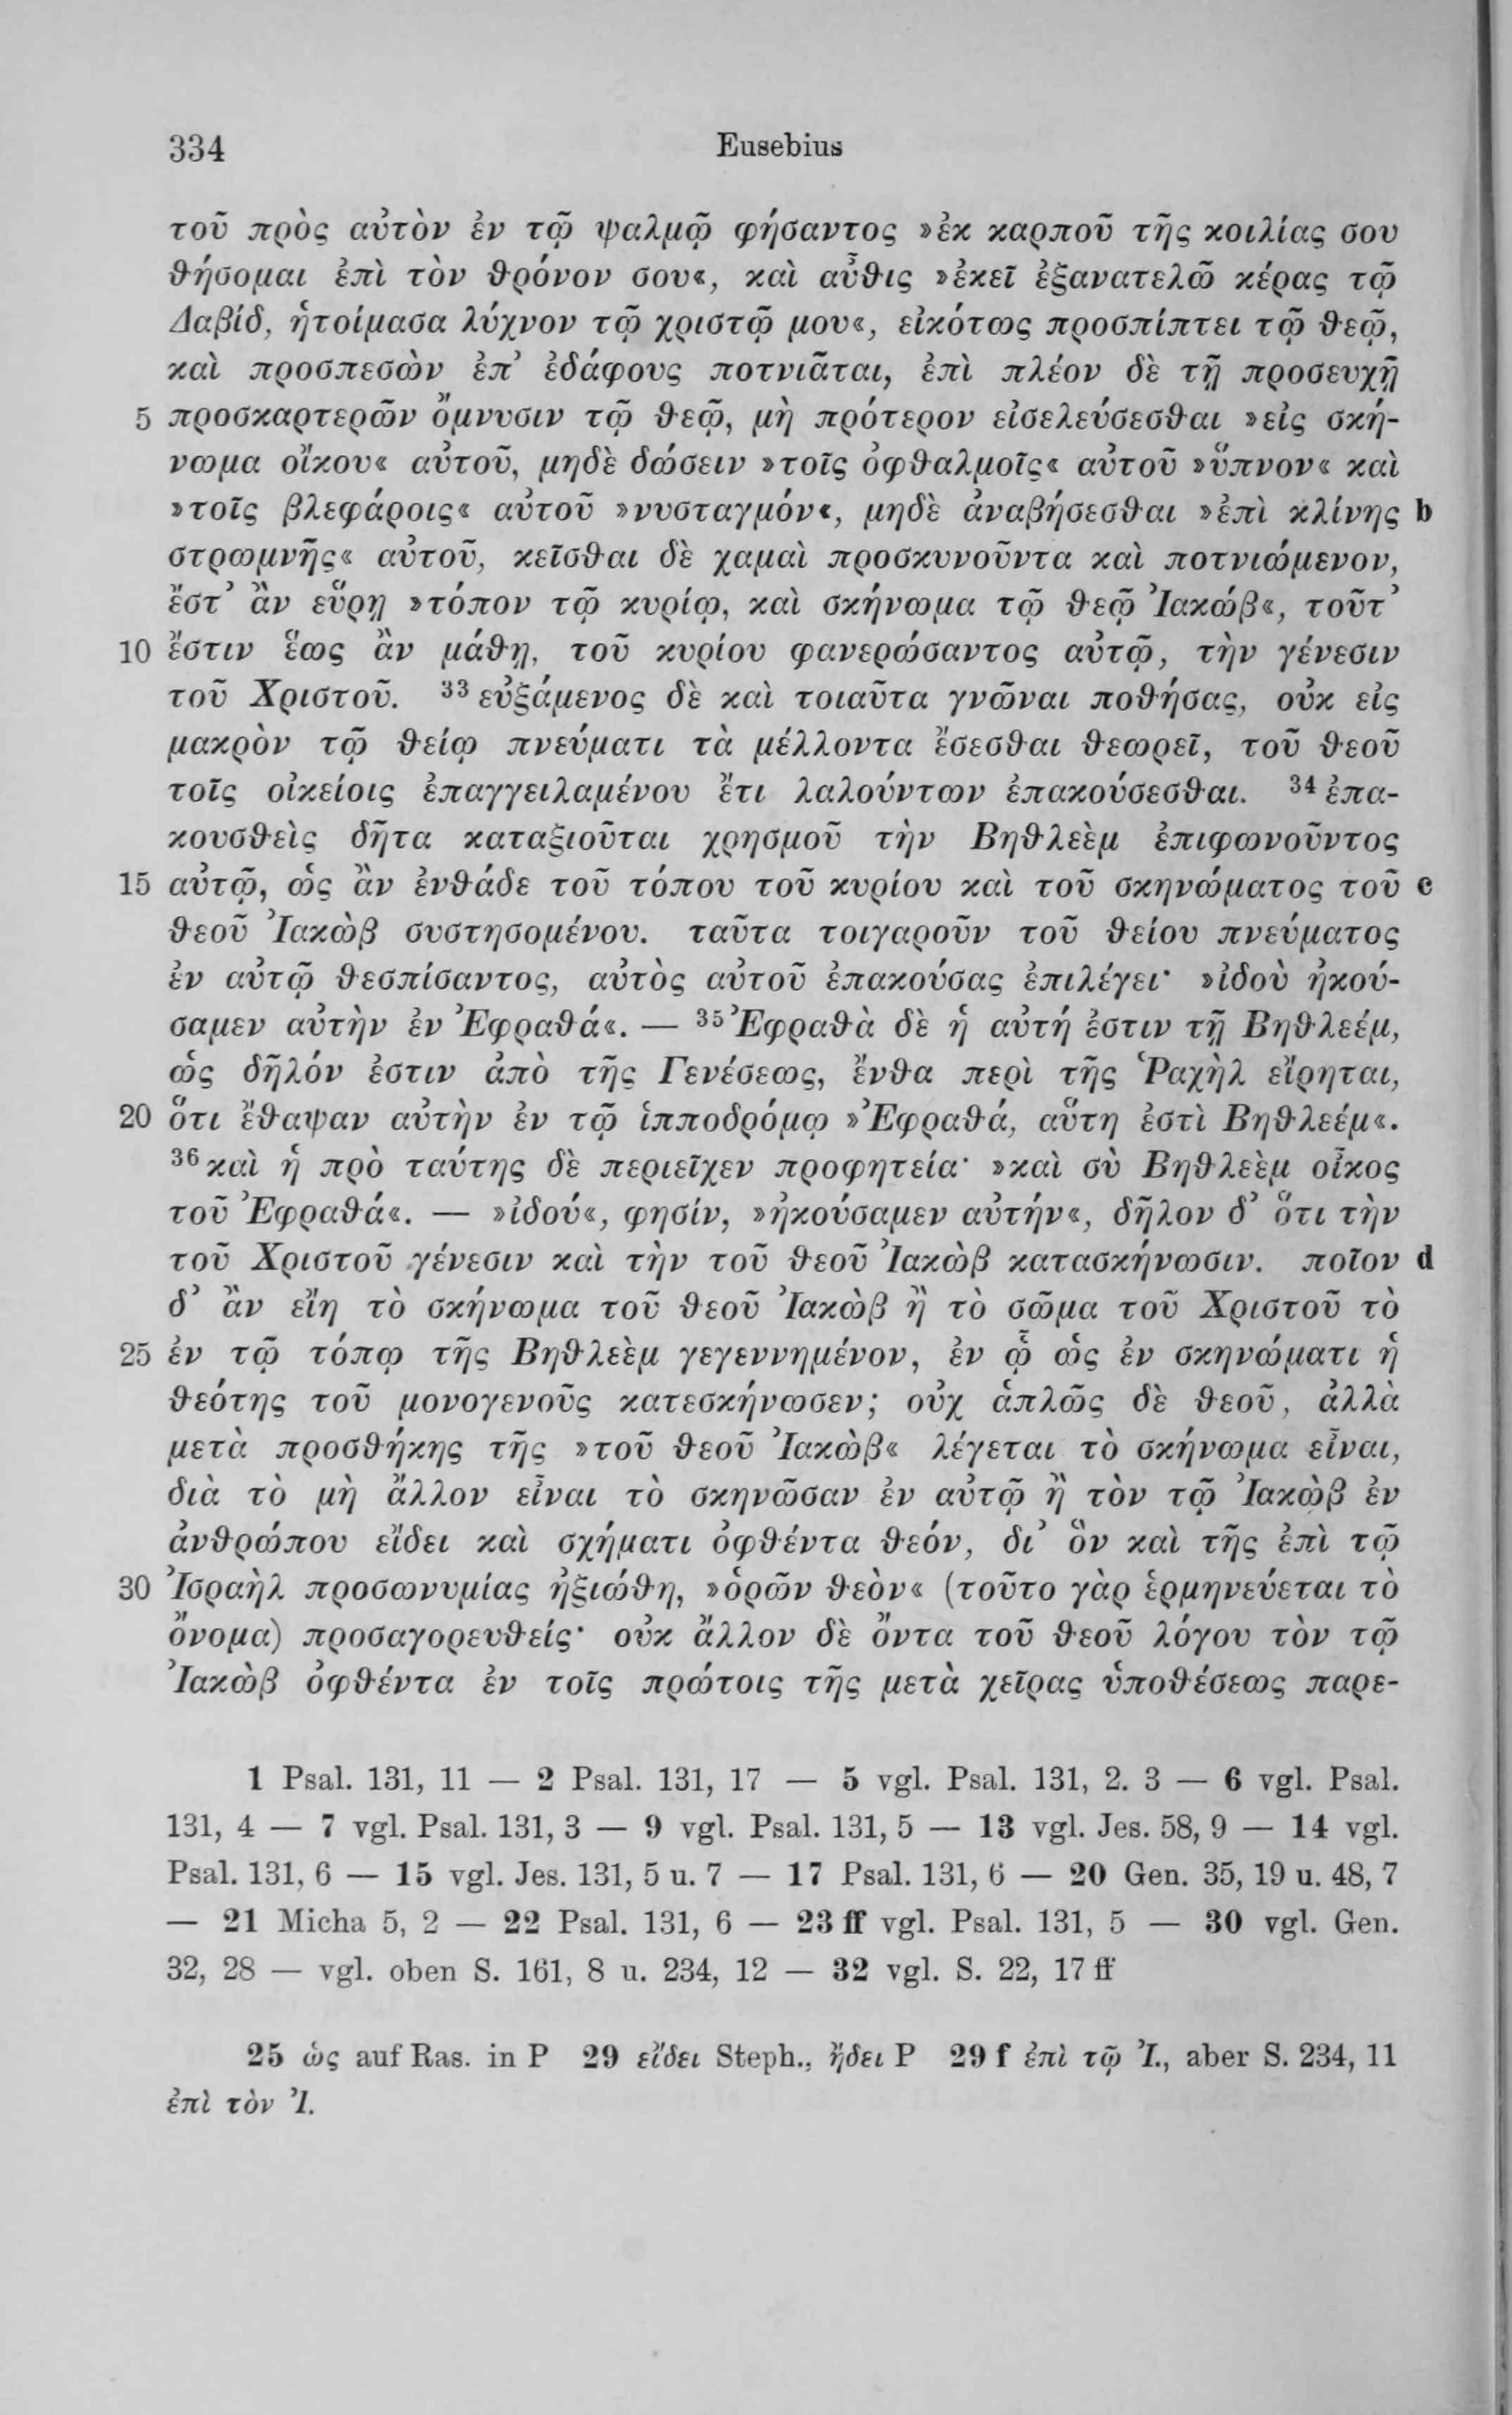 334 Eusebius
τοῦ πρὸς αὐτὸν ἐν τῷ ψαλμῷ φήσαντος »ἐκ καρποῦ τῆς κοιλίας σου
θήσομαι ἐπὶ τὸν θρόνον σου«, καὶ αὖθις »ἐκεῖ ἐξανατελῶ κέρας τῷ
Δαβίδ, ἡτοίμασα λύχνον τῷ χριστῷ μου«, εἰκότως προσπίπτει τῷ θεῷ,
καὶ προσπεσὼν ἐπ’ ἐδάφους ποτνιᾶται, ἐπὶ πλέον δὲ τῇ προσευχῇ
5 προσκαρτερῶν ὄμνυσιν τῷ θεῷ, μὴ πρότερον εἰσελεύσεσθαι »εἰς σκή-
νωμα οἴκου« αὐτοῦ, μηδὲ δώσειν »τοῖς ὀφθαλμοῖς« αὐτοῦ »ὕπνον« καὶ
»τοῖς βλεφάροις« αὐτοῦ »νυσταγμόν«, μηδὲ ἀναβήσεσθαι »ἐπὶ κλίνης b
στρωμνῆς« αὐτοῦ, κεῖσθαι δὲ χαμαὶ προσκυνοῦντα καὶ ποτνιώμενον,
ἔστ’ ἂν εὕρῃ »τόπον τῷ κυρίῳ, καὶ σκήνωμα τῷ θεῷ Ἰακώβ«, τοῦτ’
10 ἔστιν ἕως ἂν μάθῃ, τοῦ κυρίου φανερώσαντος αὐτῷ, τὴν γένεσιν
τοῦ Χριστοῦ. ³³ εὐξάμενος δὲ καὶ τοιαῦτα γνῶναι ποθήσας, οὐκ εἰς
μακρὸν τῷ θείῳ πνεύματι τὰ μέλλοντα ἔσεσθαι θεωρεῖ, τοῦ θεοῦ
τοῖς οἰκείοις ἐπαγγειλαμένου ἔτι λαλούντων ἐπακούσεσθαι. ³⁴ ἐπα-
κουσθεὶς δῆτα καταξιοῦται χρησμοῦ τὴν Βηθλεὲμ ἐπιφωνοῦντος
15 αὐτῷ, ὡς ἂν ἐνθάδε τοῦ τόπου τοῦ κυρίου καὶ τοῦ σκηνώματος τοῦ c
θεοῦ Ἰακὼβ συστησομένου. ταῦτα τοιγαροῦν τοῦ θείου πνεύματος
ἐν αὐτῷ θεσπίσαντος, αὐτὸς αὐτοῦ ἐπακούσας ἐπιλέγει· »ἰδοὺ ἠκού-
σαμεν αὐτὴν ἐν Ἐφραθά«. — ³⁵ Ἐφραθὰ δὲ ἡ αὐτή ἐστιν τῇ Βηθλεέμ,
ὡς δῆλόν ἐστιν ἀπὸ τῆς Γενέσεως, ἔνθα περὶ τῆς Ῥαχὴλ εἴρηται,
20 ὅτι ἔθαψαν αὐτὴν ἐν τῷ ἱπποδρόμῳ »Ἐφραθά, αὕτη ἐστὶ Βηθλεέμ«.
³⁶ καὶ ἡ πρὸ ταύτης δὲ περιεῖχεν προφητεία· »καὶ σὺ Βηθλεὲμ οἶκος
τοῦ Ἐφραθά«. — »ἰδού«, φησίν, »ἠκούσαμεν αὐτήν«, δῆλον δ’ ὅτι τὴν
τοῦ Χριστοῦ γένεσιν καὶ τὴν τοῦ θεοῦ Ἰακὼβ κατασκήνωσιν. ποῖον d
δ’ ἂν εἴη τὸ σκήνωμα τοῦ θεοῦ Ἰακὼβ ἢ τὸ σῶμα τοῦ Χριστοῦ τὸ
25 ἐν τῷ τόπῳ τῆς Βηθλεὲμ γεγεννημένον, ἐν ᾧ ὡς ἐν σκηνώματι ἡ
θεότης τοῦ μονογενοῦς κατεσκήνωσεν; οὐχ ἁπλῶς δὲ θεοῦ, ἀλλὰ
μετὰ προσθήκης τῆς »τοῦ θεοῦ Ἰακὼβ« λέγεται τὸ σκήνωμα εἶναι,
διὰ τὸ μὴ ἄλλον εἶναι τὸ σκηνῶσαν ἐν αὐτῷ ἢ τὸν τῷ Ἰακὼβ ἐν
ἀνθρώπου εἴδει καὶ σχήματι ὀφθέντα θεόν, δι’ ὃν καὶ τῆς ἐπὶ τῷ
30 Ἰσραὴλ προσωνυμίας ἠξιώθη, »ὁρῶν θεὸν« (τοῦτο γὰρ ἑρμηνεύεται τὸ
ὄνομα) προσαγορευθείς· οὐκ ἄλλον δὲ ὄντα τοῦ θεοῦ λόγου τὸν τῷ
Ἰακὼβ ὀφθέντα ἐν τοῖς πρώτοις τῆς μετὰ χεῖρας ὑποθέσεως παρε-
1 Psal. 131, 11 — 2 Psal. 131, 17 — 5 vgl. Psal. 131, 2. 3 — 6 vgl. Psal.
131, 4 — 7 vgl. Psal. 131, 3 — 9 vgl. Psal. 131, 5 — 13 vgl. Jes. 58, 9 — 14 vgl.
Psal. 131, 6 — 15 vgl. Jes. 131, 5 u. 7 — 17 Psal. 131, 6 — 20 Gen. 35, 19 u. 48, 7
— 21 Micha 5, 2 — 22 Psal. 131, 6 — 23 ff vgl. Psal. 131, 5 — 30 vgl. Gen.
32, 28 — vgl. oben S. 161, 8 u. 234, 12 — 32 vgl. S. 22, 17 ff
25 ὡς auf Ras. in P 29 εἴδει Steph., ἤδει P 29 f ἐπὶ τῷ Ἰ., aber S. 234, 11
ἐπὶ τὸν Ἰ.